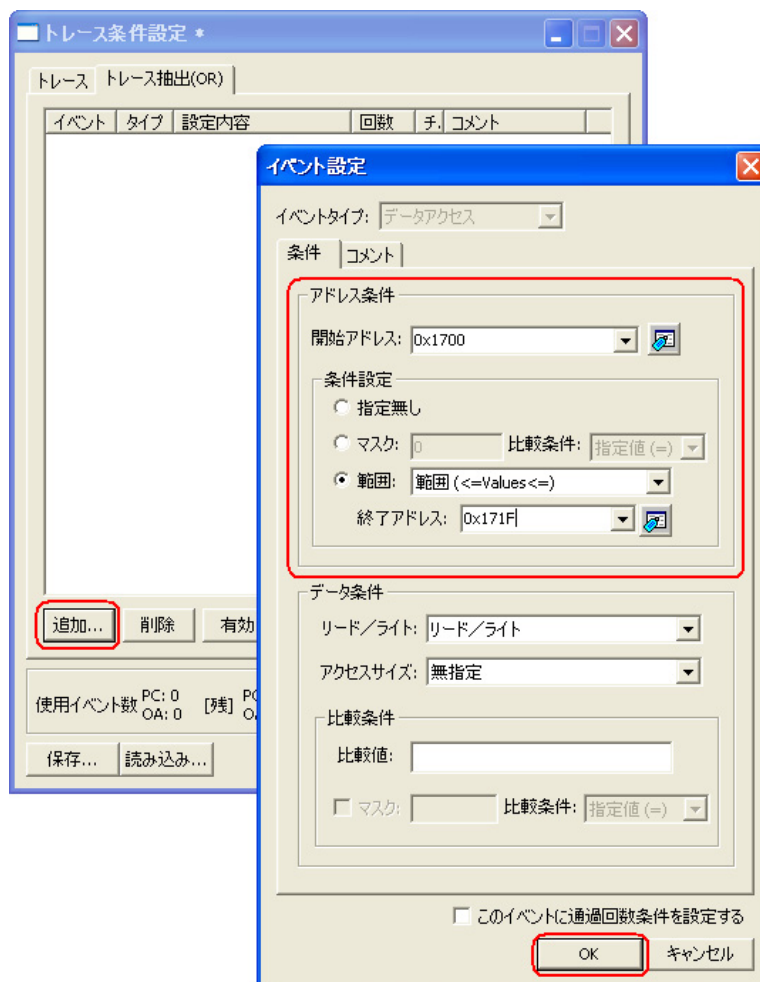 トレース条件設定 *
トレース トレース抽出(OR)
イベント タイプ 設定内容 回数 チ. コメント
追加... 削除 有効
使用イベント数 PC: 0
OA: 0
[残]
保存... 読み込み...
イベント設定
イベントタイプ: データアクセス
条件 コメント
アドレス条件
開始アドレス: 0x1700
条件設定
指定無し
マスク: 0 比較条件: 指定値 (=)
範囲: 範囲 (<=Values<=)
終了アドレス: 0x171F
データ条件
リード/ライト: リード/ライト
アクセスサイズ: 無指定
比較条件
比較値:
マスク: 比較条件: 指定値 (=)
このイベントに通過回数条件を設定する
OK キャンセル